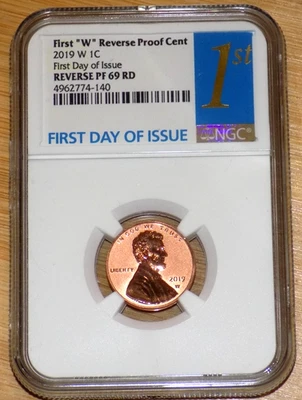 First "W" Reverse Proof Cent
2019 W 1C
First Day of Issue
REVERSE PF 69 RD
4962774-140
1st
NGC®
FIRST DAY OF ISSUE
IN GOD WE TRUST
LIBERTY
2019
W